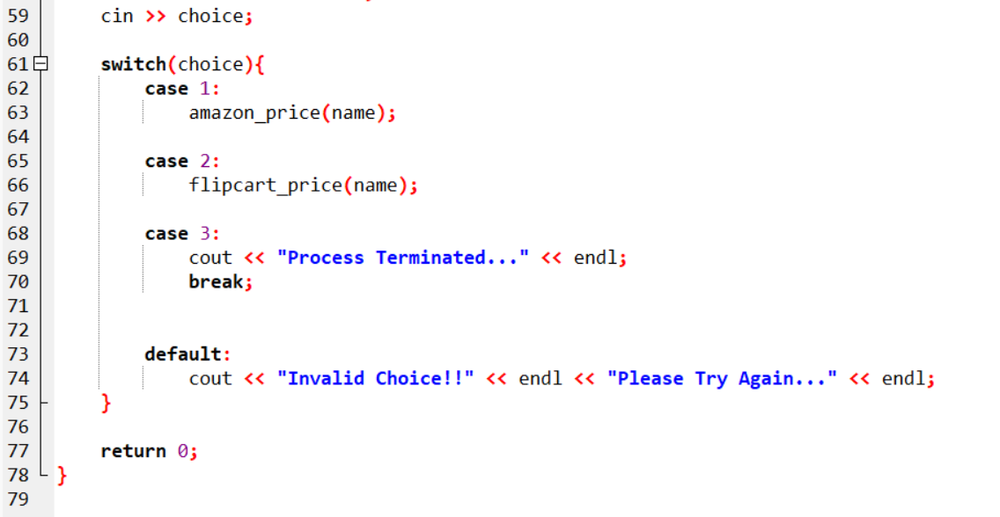 59 cin >> choice;
60
61 switch(choice){
62 case 1:
63 amazon_price(name);
64
65 case 2:
66 flipcart_price(name);
67
68 case 3:
69 cout << "Process Terminated..." << endl;
70 break;
71
72
73 default:
74 cout << "Invalid Choice!!" << endl << "Please Try Again..." << endl;
75 }
76
77 return 0;
78 }
79